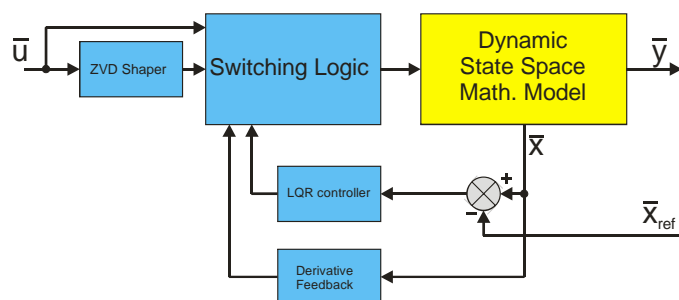 u̅
ZVD Shaper
Switching Logic
Dynamic
State Space
Math. Model
y̅
x̅
LQR controller
+
−
x̅ref
Derivative
Feedback